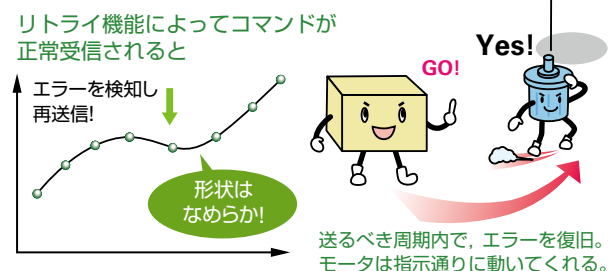 リトライ機能によってコマンドが
正常受信されると
エラーを検知し
再送信!
形状は
なめらか!
GO!
Yes!
送るべき周期内で, エラーを復旧。
モータは指示通りに動いてくれる。